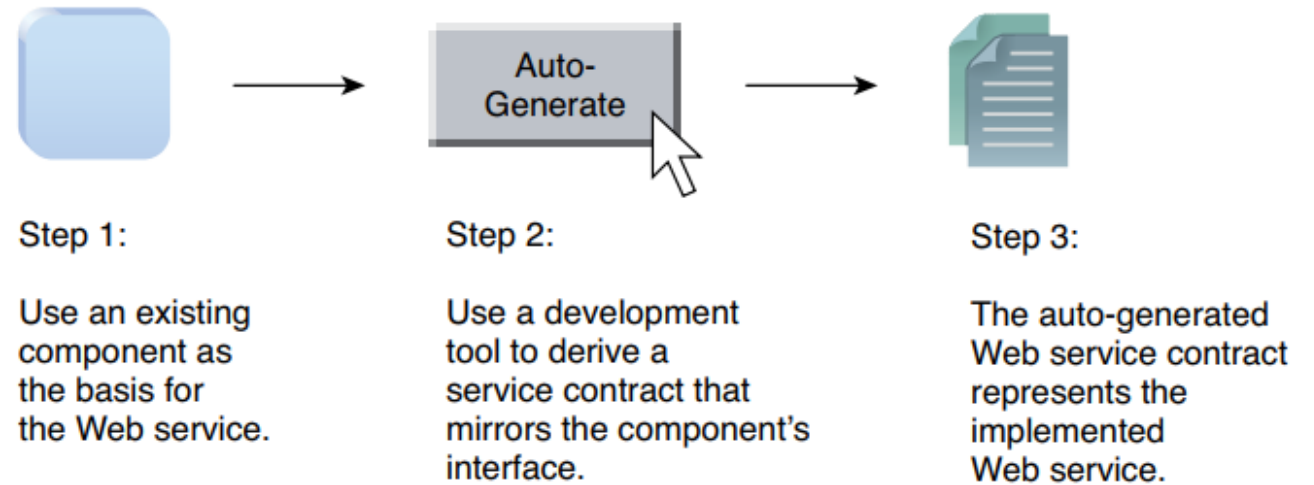 Auto-
Generate
Step 1:
Use an existing
component as
the basis for
the Web service.
Step 2:
Use a development
tool to derive a
service contract that
mirrors the component's
interface.
Step 3:
The auto-generated
Web service contract
represents the
implemented
Web service.